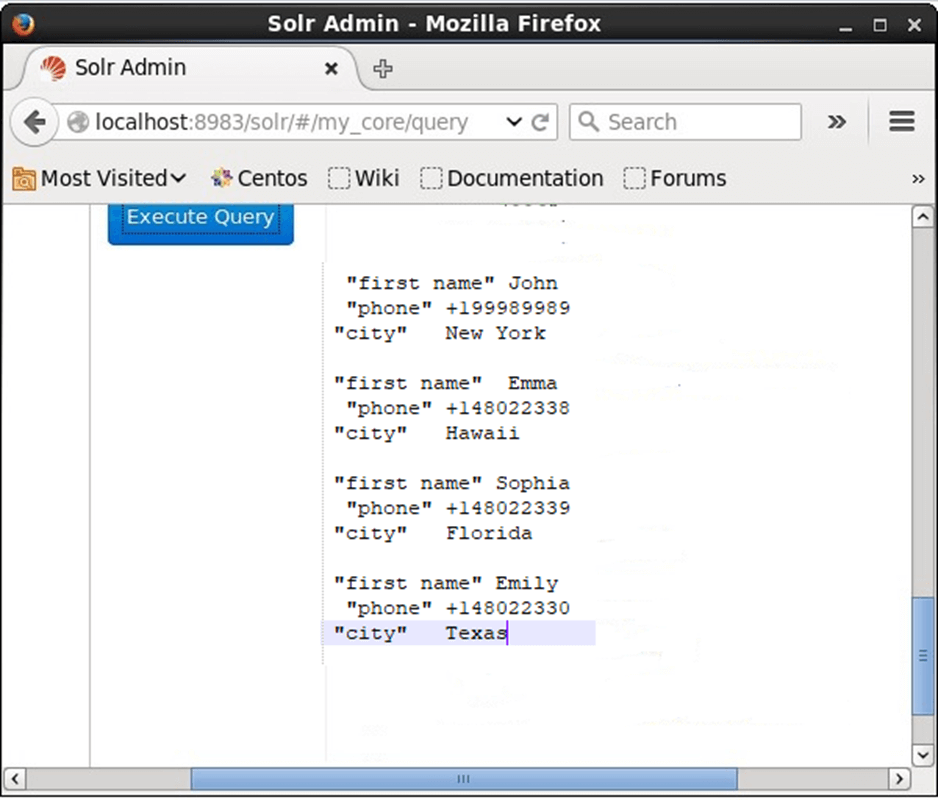 Solr Admin - Mozilla Firefox
Solr Admin
localhost:8983/solr/#/my_core/query
Search
Most Visited
Centos
Wiki
Documentation
Forums
Execute Query
"first name" John
"phone" +199989989
"city" New York
"first name" Emma
"phone" +148022338
"city" Hawaii
"first name" Sophia
"phone" +148022339
"city" Florida
"first name" Emily
"phone" +148022330
"city" Texas